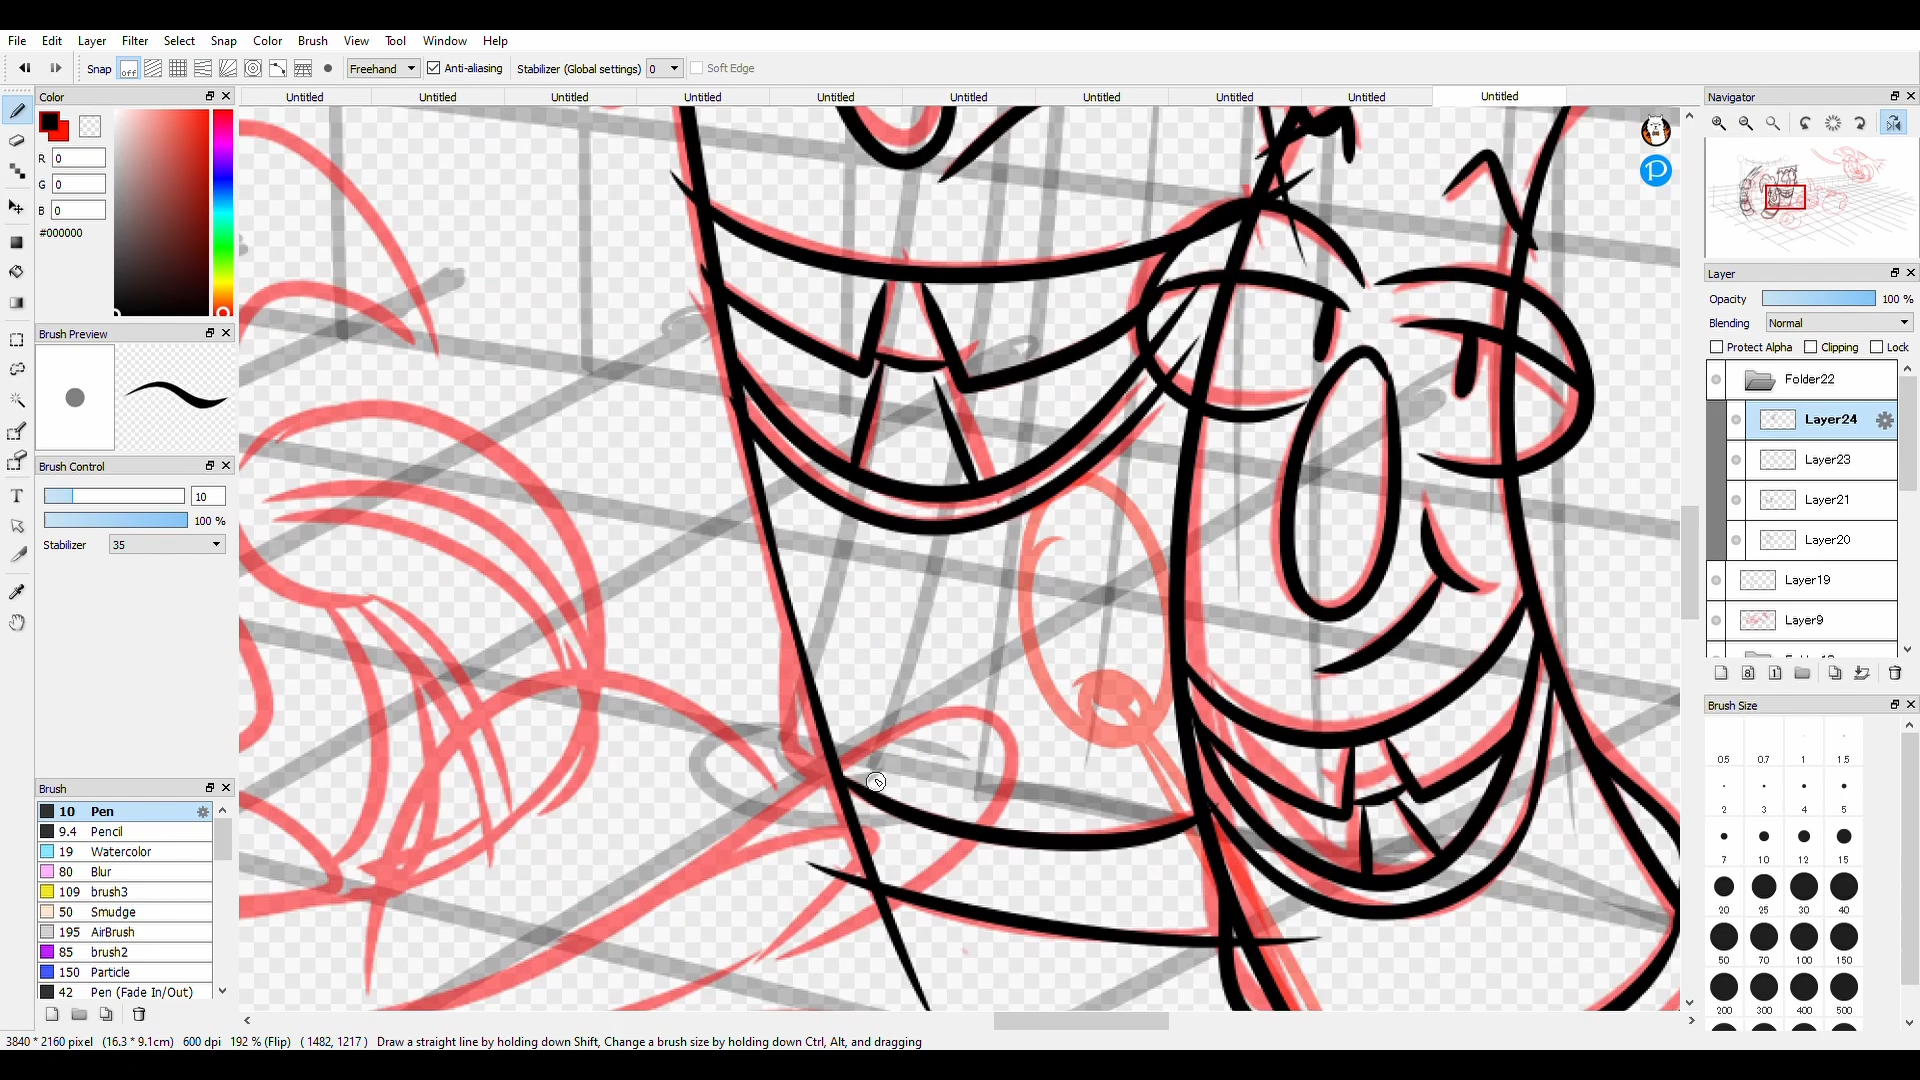 File Edit Layer Filter Select Snap Color Brush View Tool Window Help
Snap off Freehand Anti-aliasing Stabilizer (Global settings) 0 Soft Edge
Color
Untitled Untitled Untitled Untitled Untitled Untitled Untitled Untitled Untitled Untitled
Navigator
R 0
G 0
B 0
#000000
Layer
Opacity 100 %
Blending Normal
Protect Alpha Clipping Lock
Folder22
Layer24
Layer23
Layer21
Layer20
Layer19
Layer9
Brush Preview
Brush Control
10
100 %
Stabilizer 35
Brush Size
0.5 0.7 1 1.5
2 3 4 5
7 10 12 15
20 25 30 40
50 70 100 150
200 300 400 500
Brush
10 Pen
9.4 Pencil
19 Watercolor
80 Blur
109 brush3
50 Smudge
195 AirBrush
85 brush2
150 Particle
42 Pen (Fade In/Out)
3840 * 2160 pixel (16.3 * 9.1cm) 600 dpi 192 % (Flip) ( 1482, 1217 ) Draw a straight line by holding down Shift, Change a brush size by holding down Ctrl, Alt, and dragging